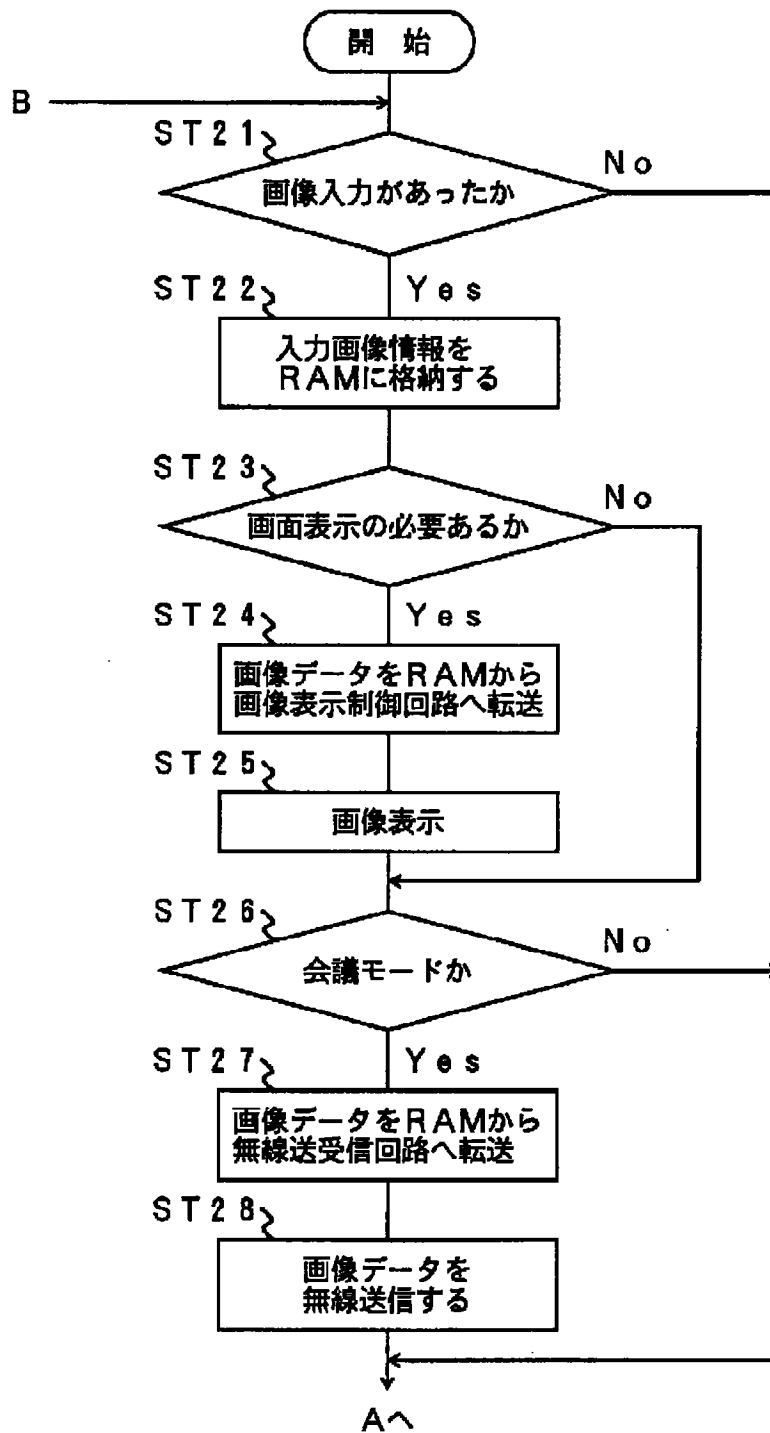 開 始
B
ST21
画像入力があったか
No
Yes
ST22
入力画像情報を
RAMに格納する
ST23
画面表示の必要あるか
No
Yes
ST24
画像データをRAMから
画像表示制御回路へ転送
ST25
画像表示
ST26
会議モードか
No
Yes
ST27
画像データをRAMから
無線送受信回路へ転送
ST28
画像データを
無線送信する
Aへ